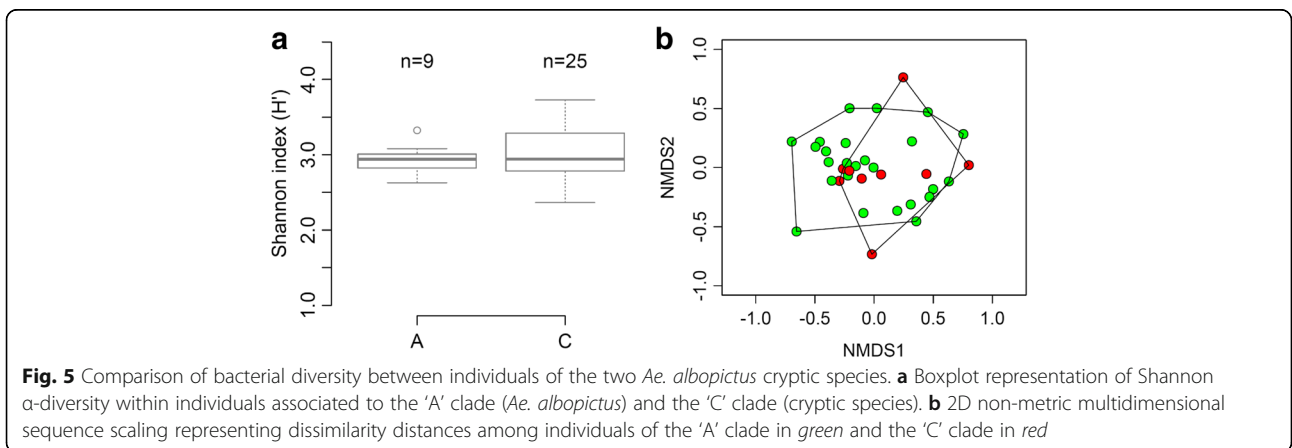 a
Shannon index (H')
4.0
3.0
2.0
1.0
n=9
n=25
A
C
b
NMDS2
1.0
0.5
0.0
-0.5
-1.0
-1.0 -0.5 0.0 0.5 1.0
NMDS1
Fig. 5 Comparison of bacterial diversity between individuals of the two Ae. albopictus cryptic species. a Boxplot representation of Shannon
α-diversity within individuals associated to the ‘A’ clade (Ae. albopictus) and the ‘C’ clade (cryptic species). b 2D non-metric multidimensional
sequence scaling representing dissimilarity distances among individuals of the ‘A’ clade in green and the ‘C’ clade in red